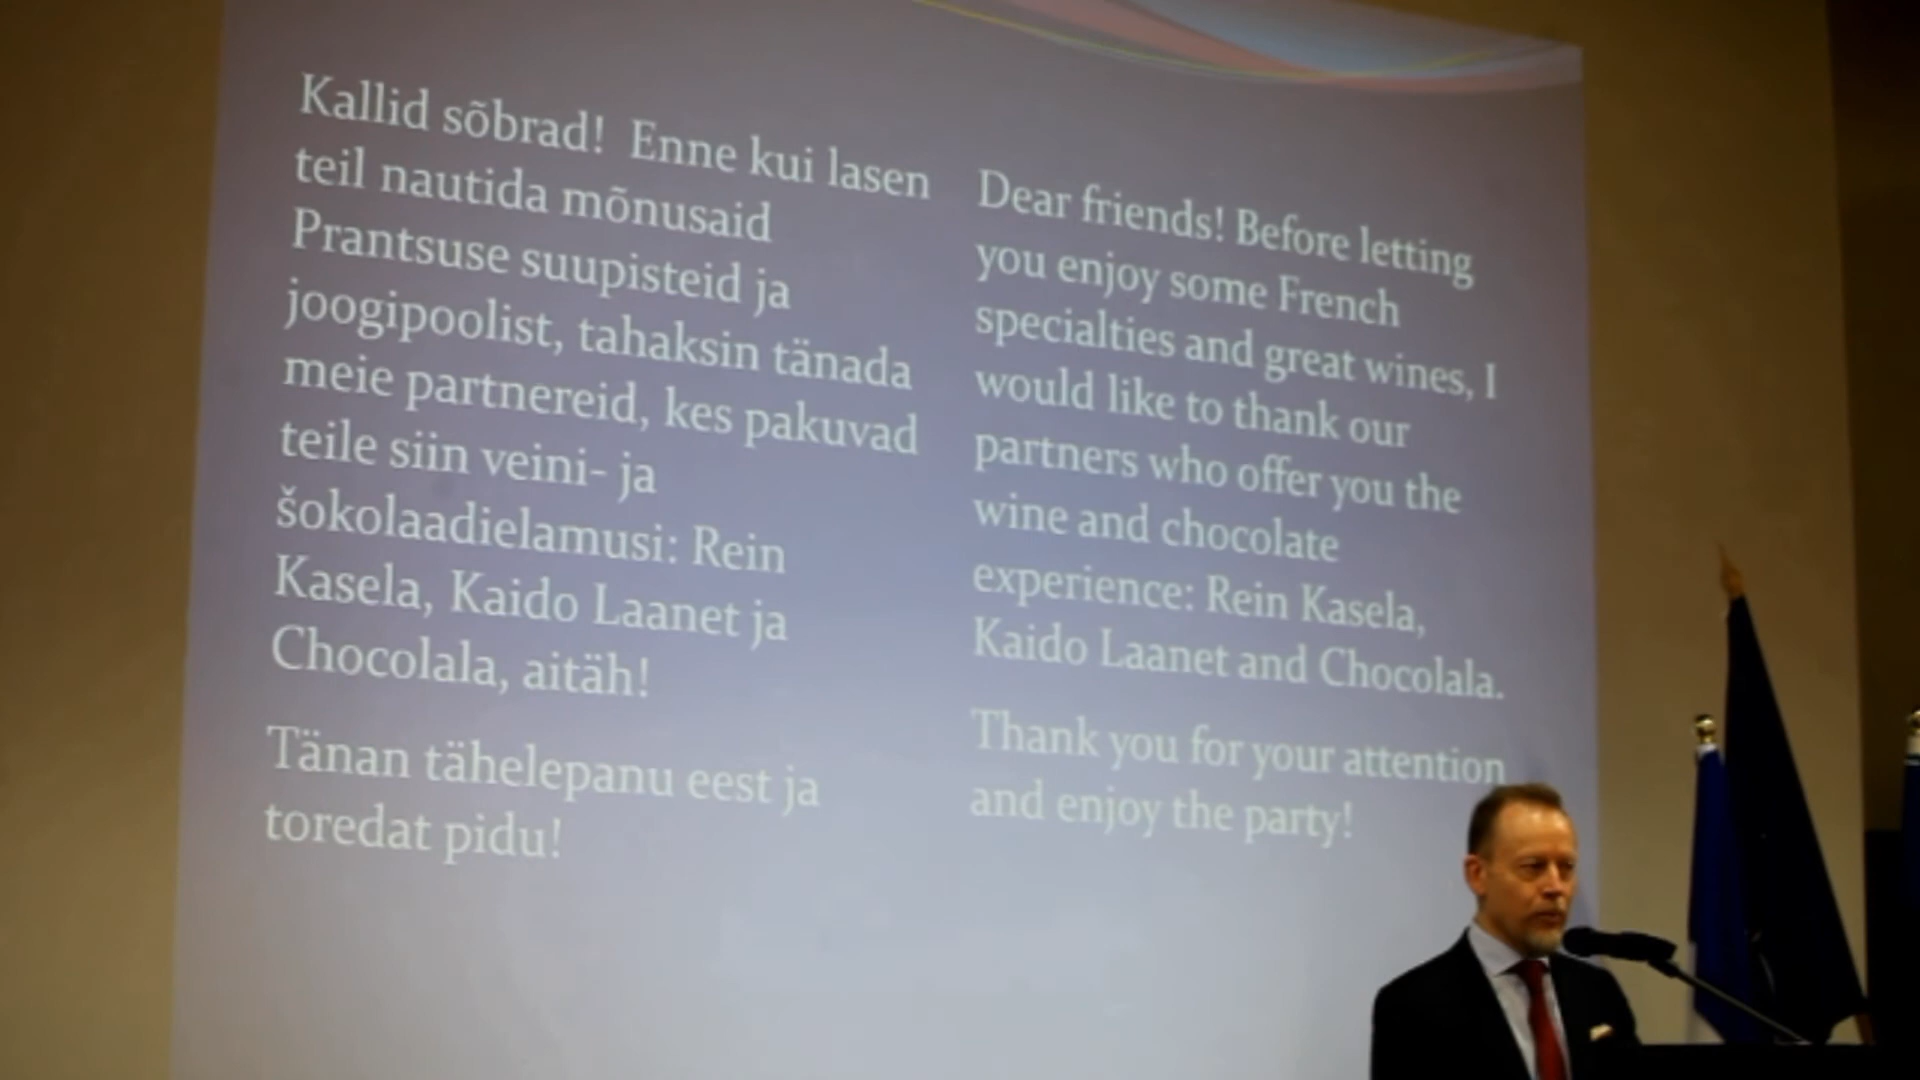 Kallid sõbrad! Enne kui lasen
teil nautida mõnusaid
Prantsuse suupisteid ja
joogipoolist, tahaksin tänada
meie partnereid, kes pakuvad
teile siin veini- ja
šokolaadielamusi: Rein
Kasela, Kaido Laanet ja
Chocolala, aitäh!
Tänan tähelepanu eest ja
toredat pidu!
Dear friends! Before letting
you enjoy some French
specialties and great wines, I
would like to thank our
partners who offer you the
wine and chocolate
experience: Rein Kasela,
Kaido Laanet and Chocolala.
Thank you for your attention
and enjoy the party!